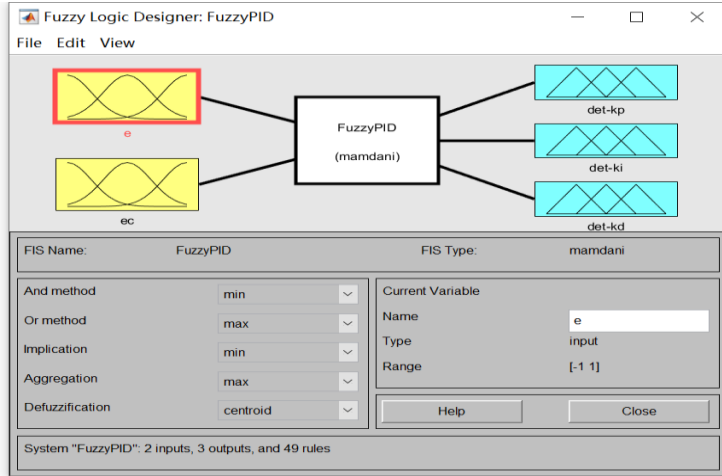 Fuzzy Logic Designer: FuzzyPID
File Edit View
e
ec
FuzzyPID
(mamdani)
det-kp
det-ki
det-kd
FIS Name: FuzzyPID FIS Type: mamdani
And method min
Or method max
Implication min
Aggregation max
Defuzzification centroid
Current Variable
Name e
Type input
Range [-1 1]
Help Close
System "FuzzyPID": 2 inputs, 3 outputs, and 49 rules